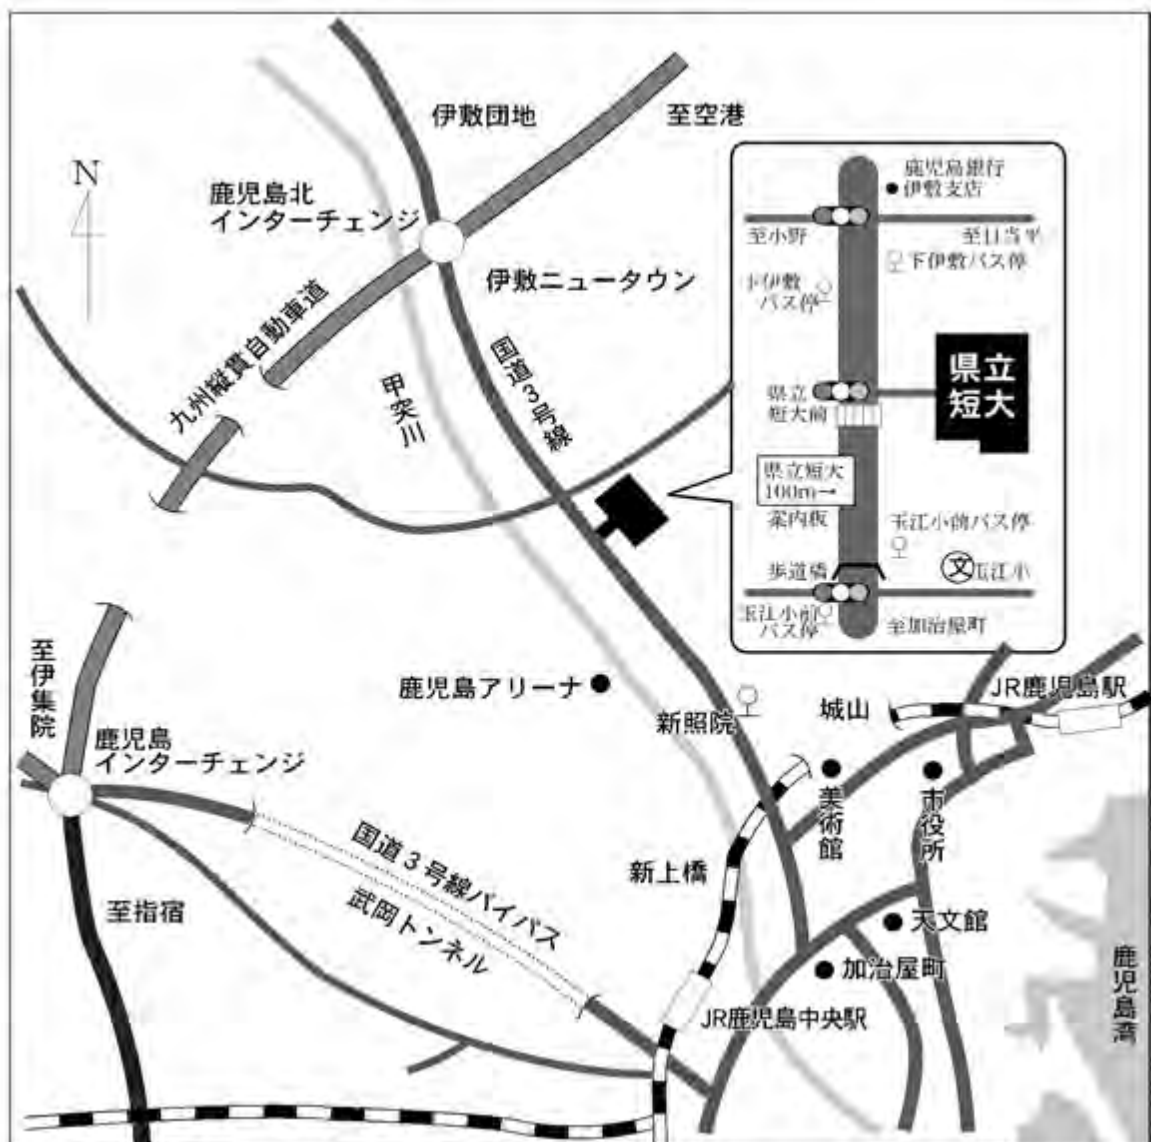 伊敷団地
至空港
N
鹿児島北
インターチェンジ
伊敷ニュータウン
九州縦貫自動車道
甲突川
国道3号線
鹿児島銀行
伊敷支店
至小野
至日当平
下伊敷バス停
下伊敷
バス停
県立
短大
県立
短大前
県立短大
100m→
案内板
玉江小前バス停
歩道橋
文
玉江小
玉江小前
バス停
至加治屋町
至伊集院
鹿児島
インターチェンジ
鹿児島アリーナ
新照院
城山
JR鹿児島駅
美術館
市役所
国道3号線バイパス
武岡トンネル
新上橋
至指宿
天文館
加治屋町
JR鹿児島中央駅
鹿児島湾